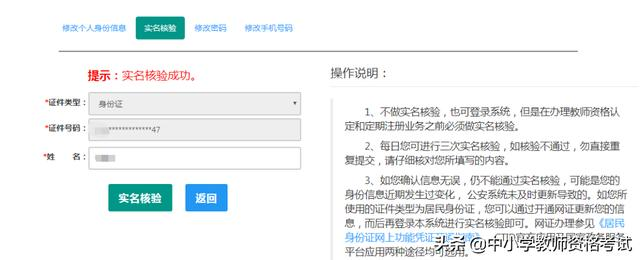 修改个人身份信息 实名核验 修改密码 修改手机号码
提示：实名核验成功。
*证件类型： 身份证
*证件号码： *************47
*姓 名：
实名核验 返回
操作说明：
1、不做实名核验，也可登录系统，但是在办理教师资格认
定和定期注册业务之前必须做实名核验。
2、每日您可进行三次实名核验，如核验不通过，勿直接重
复提交，请仔细核对您所填写的内容。
3、如您确认信息无误，仍不能通过实名核验，可能是您的
身份信息近期发生过变化，公安系统未及时更新导致的。如您所
使用的证件类型为居民身份证，您可以通过开通网证更新您的信
息，而后再登录本系统进行实名核验即可。网证办理参见《居民
身份证网上功能凭证
平台应用两种途径均可适用。
头条 @中小学教师资格考试